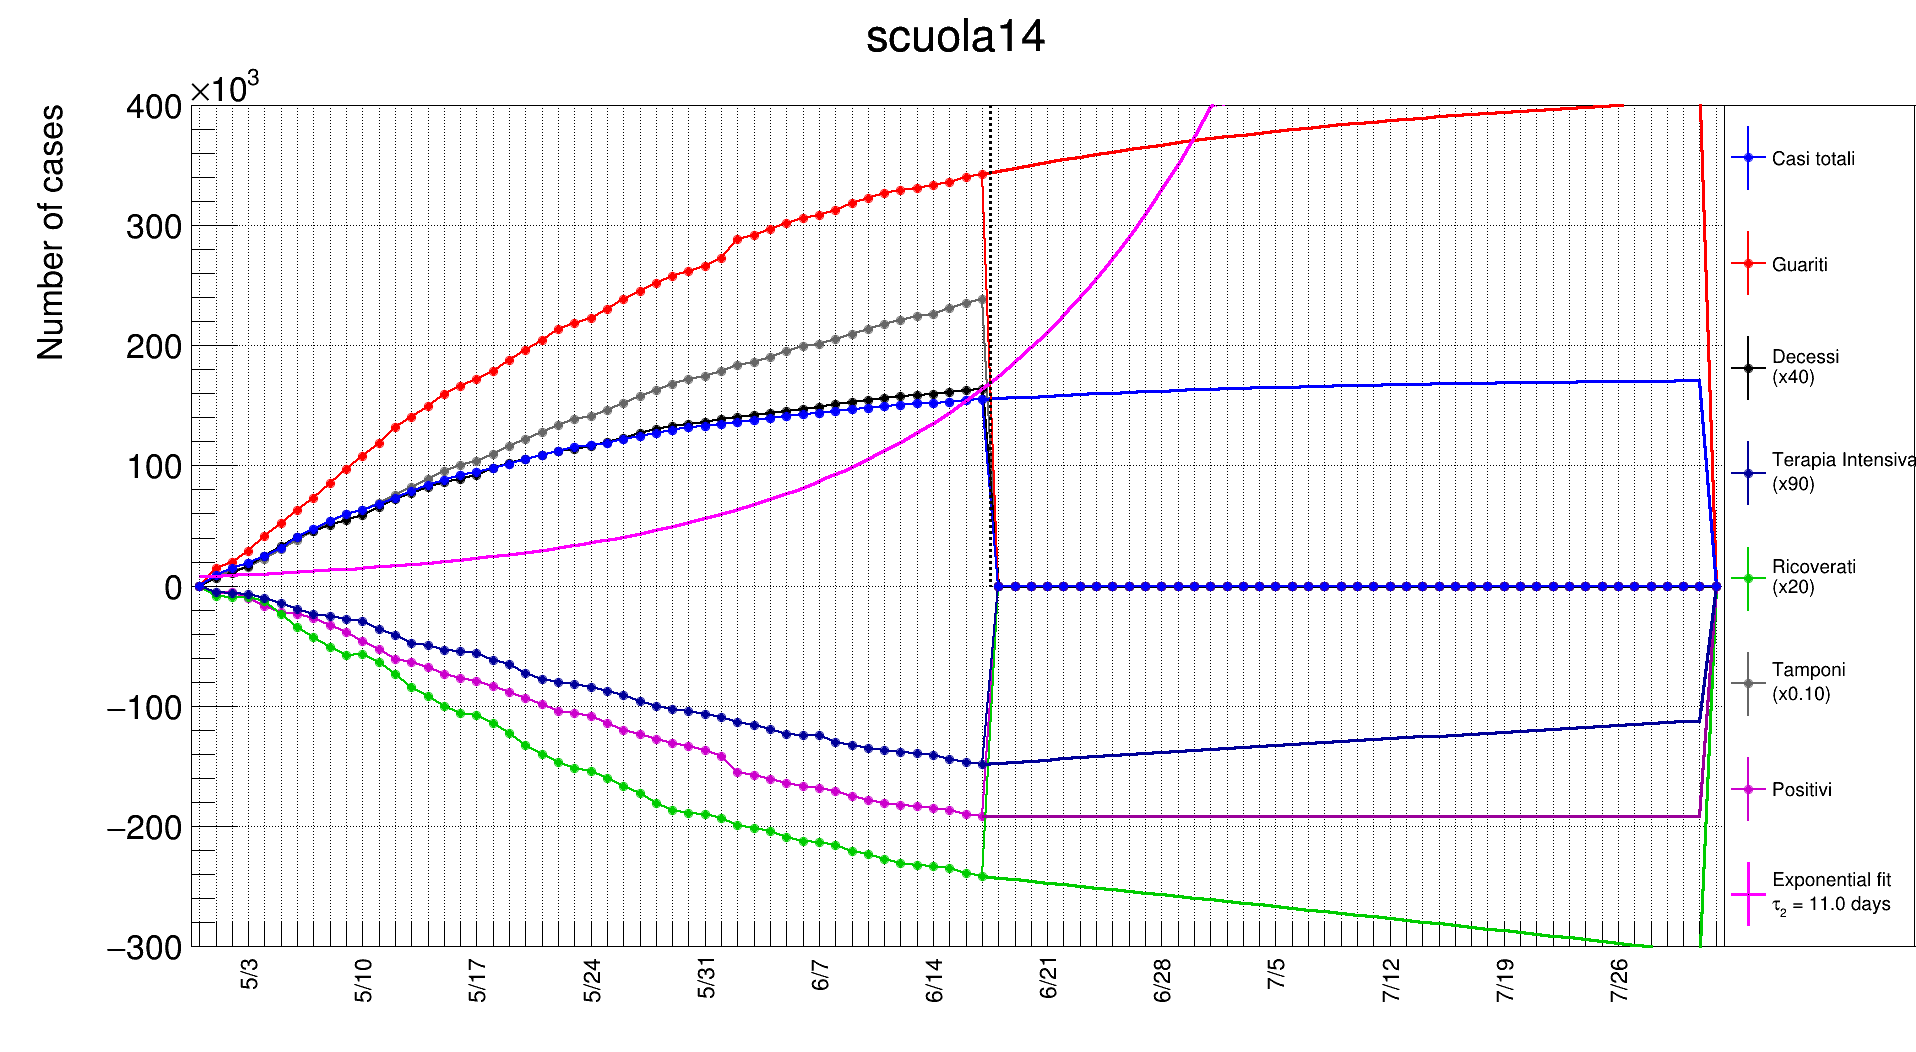 scuola14
×10³
Number of cases
400
300
200
100
0
−100
−200
−300
5/3
5/10
5/17
5/24
5/31
6/7
6/14
6/21
6/28
7/5
7/12
7/19
7/26
Casi totali
Guariti
Decessi
(x40)
Terapia Intensiva
(x90)
Ricoverati
(x20)
Tamponi
(x0.10)
Positivi
Exponential fit
τ₂ = 11.0 days